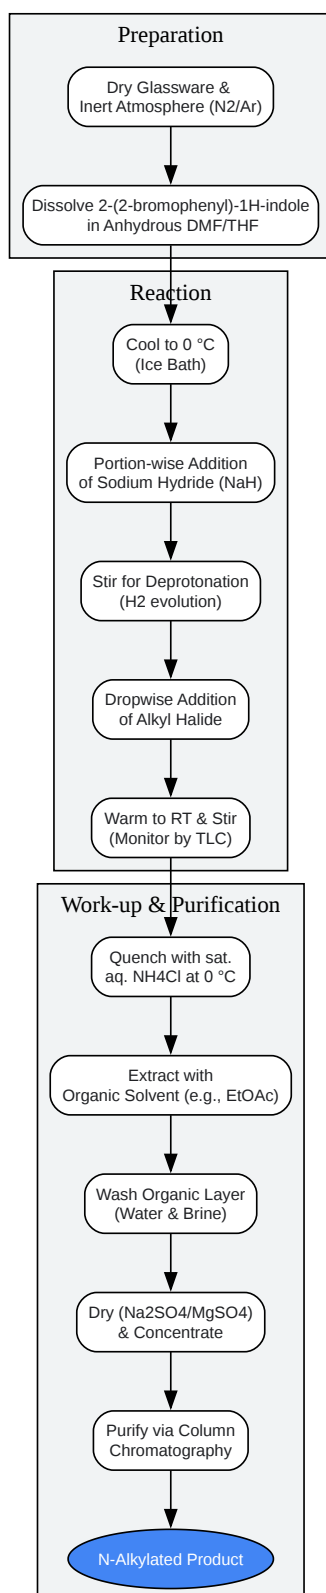 Preparation
Dry Glassware &
Inert Atmosphere (N2/Ar)
Dissolve 2-(2-bromophenyl)-1H-indole
in Anhydrous DMF/THF
Reaction
Cool to 0 °C
(Ice Bath)
Portion-wise Addition
of Sodium Hydride (NaH)
Stir for Deprotonation
(H2 evolution)
Dropwise Addition
of Alkyl Halide
Warm to RT & Stir
(Monitor by TLC)
Work-up & Purification
Quench with sat.
aq. NH4Cl at 0 °C
Extract with
Organic Solvent (e.g., EtOAc)
Wash Organic Layer
(Water & Brine)
Dry (Na2SO4/MgSO4)
& Concentrate
Purify via Column
Chromatography
N-Alkylated Product